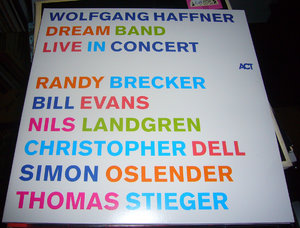 WOLFGANG HAFFNER
DREAM BAND
LIVE IN CONCERT
ACT
RANDY BRECKER
BILL EVANS
NILS LANDGREN
CHRISTOPHER DELL
SIMON OSLENDER
THOMAS STIEGER